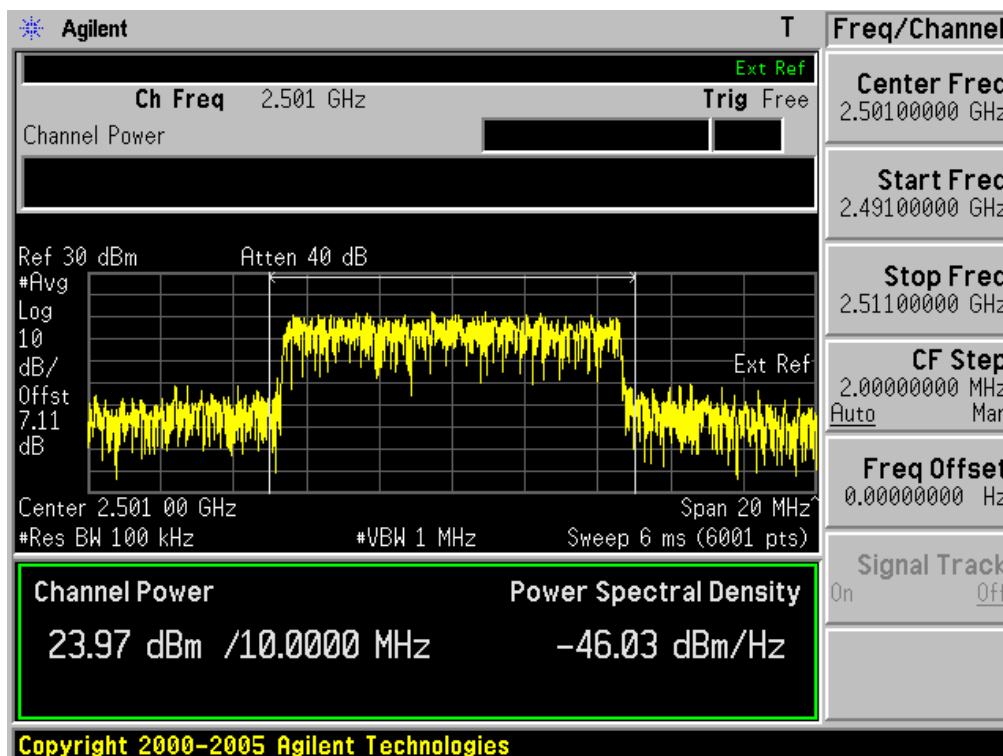 Agilent T
Ext Ref
Ch Freq 2.501 GHz Trig Free
Channel Power
Ref 30 dBm Atten 40 dB
#Avg
Log
10
dB/
Offst
7.11
dB
Ext Ref
Center 2.501 00 GHz Span 20 MHz^
#Res BW 100 kHz #VBW 1 MHz Sweep 6 ms (6001 pts)
Channel Power Power Spectral Density
23.97 dBm /10.0000 MHz -46.03 dBm/Hz
Copyright 2000-2005 Agilent Technologies
Freq/Channel
Center Freq
2.50100000 GHz
Start Freq
2.49100000 GHz
Stop Freq
2.51100000 GHz
CF Step
2.00000000 MHz
Auto Man
Freq Offset
0.00000000 Hz
Signal Track
On Off